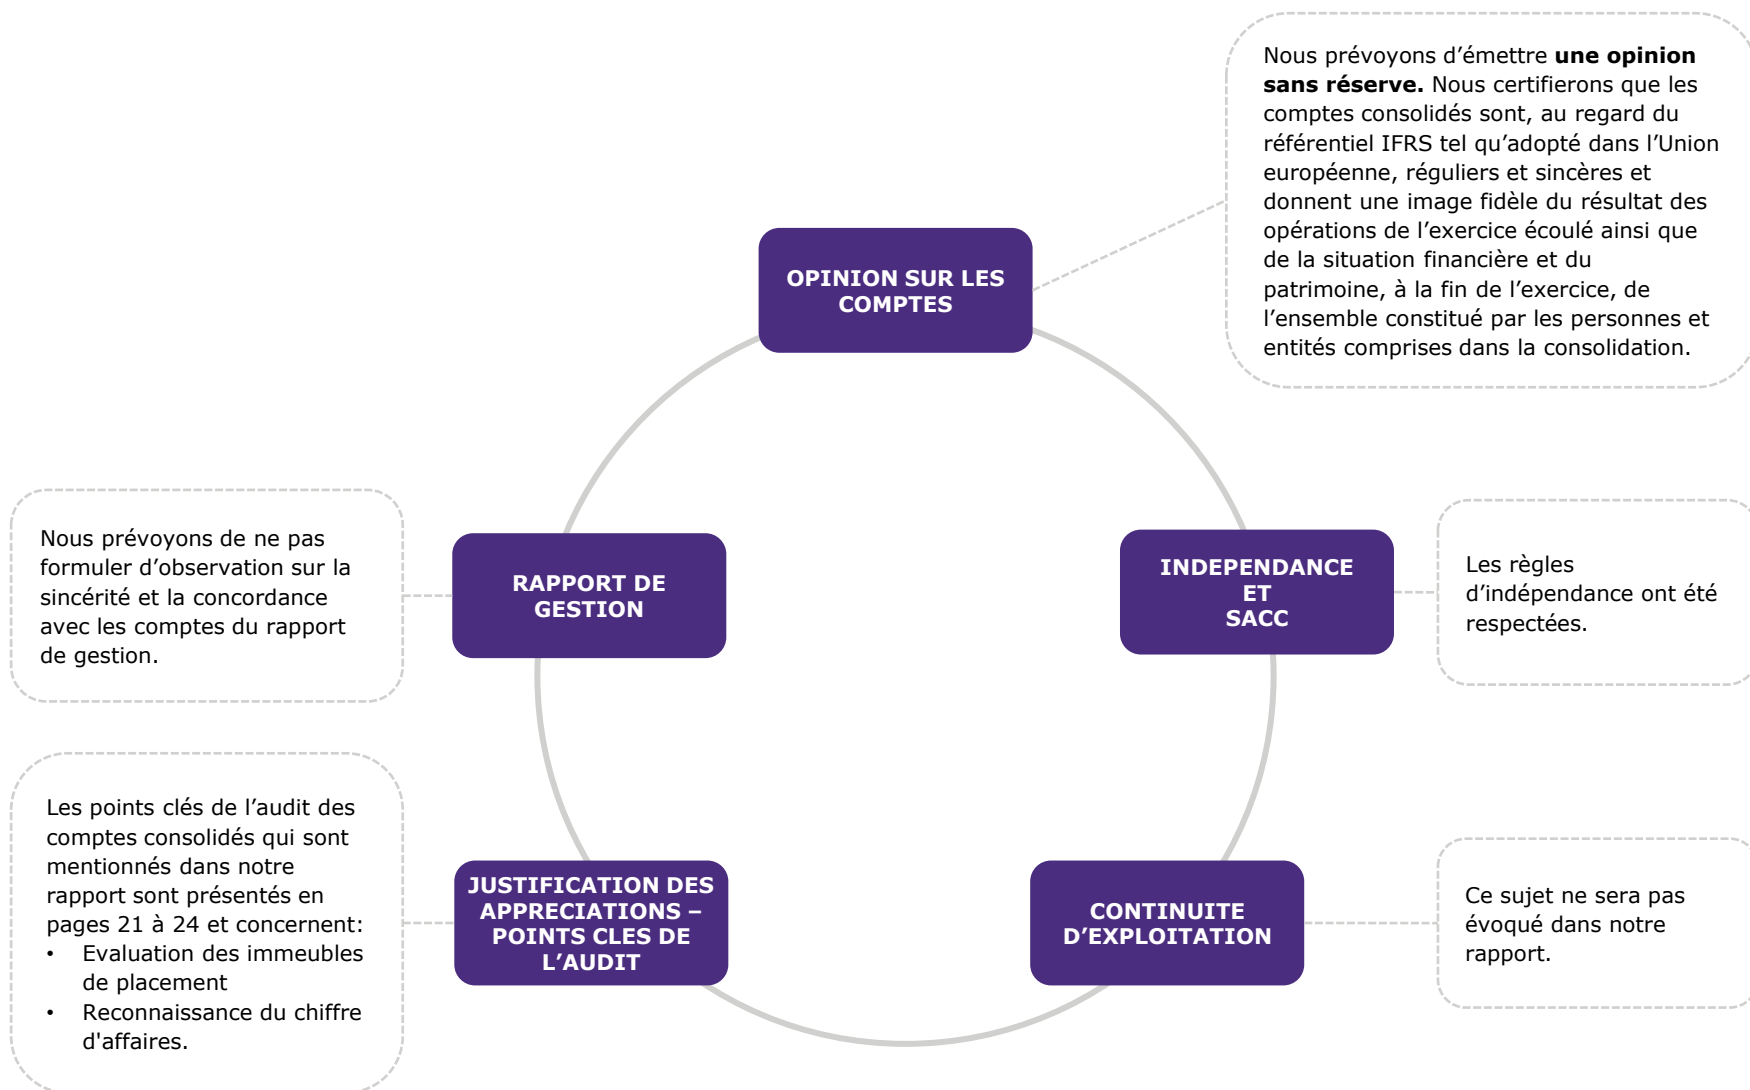 Nous prévoyons d’émettre une opinion
sans réserve. Nous certifierons que les
comptes consolidés sont, au regard du
référentiel IFRS tel qu’adopté dans l’Union
européenne, réguliers et sincères et
donnent une image fidèle du résultat des
opérations de l’exercice écoulé ainsi que
de la situation financière et du
patrimoine, à la fin de l’exercice, de
l’ensemble constitué par les personnes et
entités comprises dans la consolidation.
OPINION SUR LES
COMPTES
Nous prévoyons de ne pas
formuler d’observation sur la
sincérité et la concordance
avec les comptes du rapport
de gestion.
RAPPORT DE
GESTION
INDEPENDANCE
ET
SACC
Les règles
d’indépendance ont été
respectées.
Les points clés de l’audit des
comptes consolidés qui sont
mentionnés dans notre
rapport sont présentés en
pages 21 à 24 et concernent:
• Evaluation des immeubles
de placement
• Reconnaissance du chiffre
d'affaires.
JUSTIFICATION DES
APPRECIATIONS –
POINTS CLES DE
L’AUDIT
CONTINUITE
D’EXPLOITATION
Ce sujet ne sera pas
évoqué dans notre
rapport.